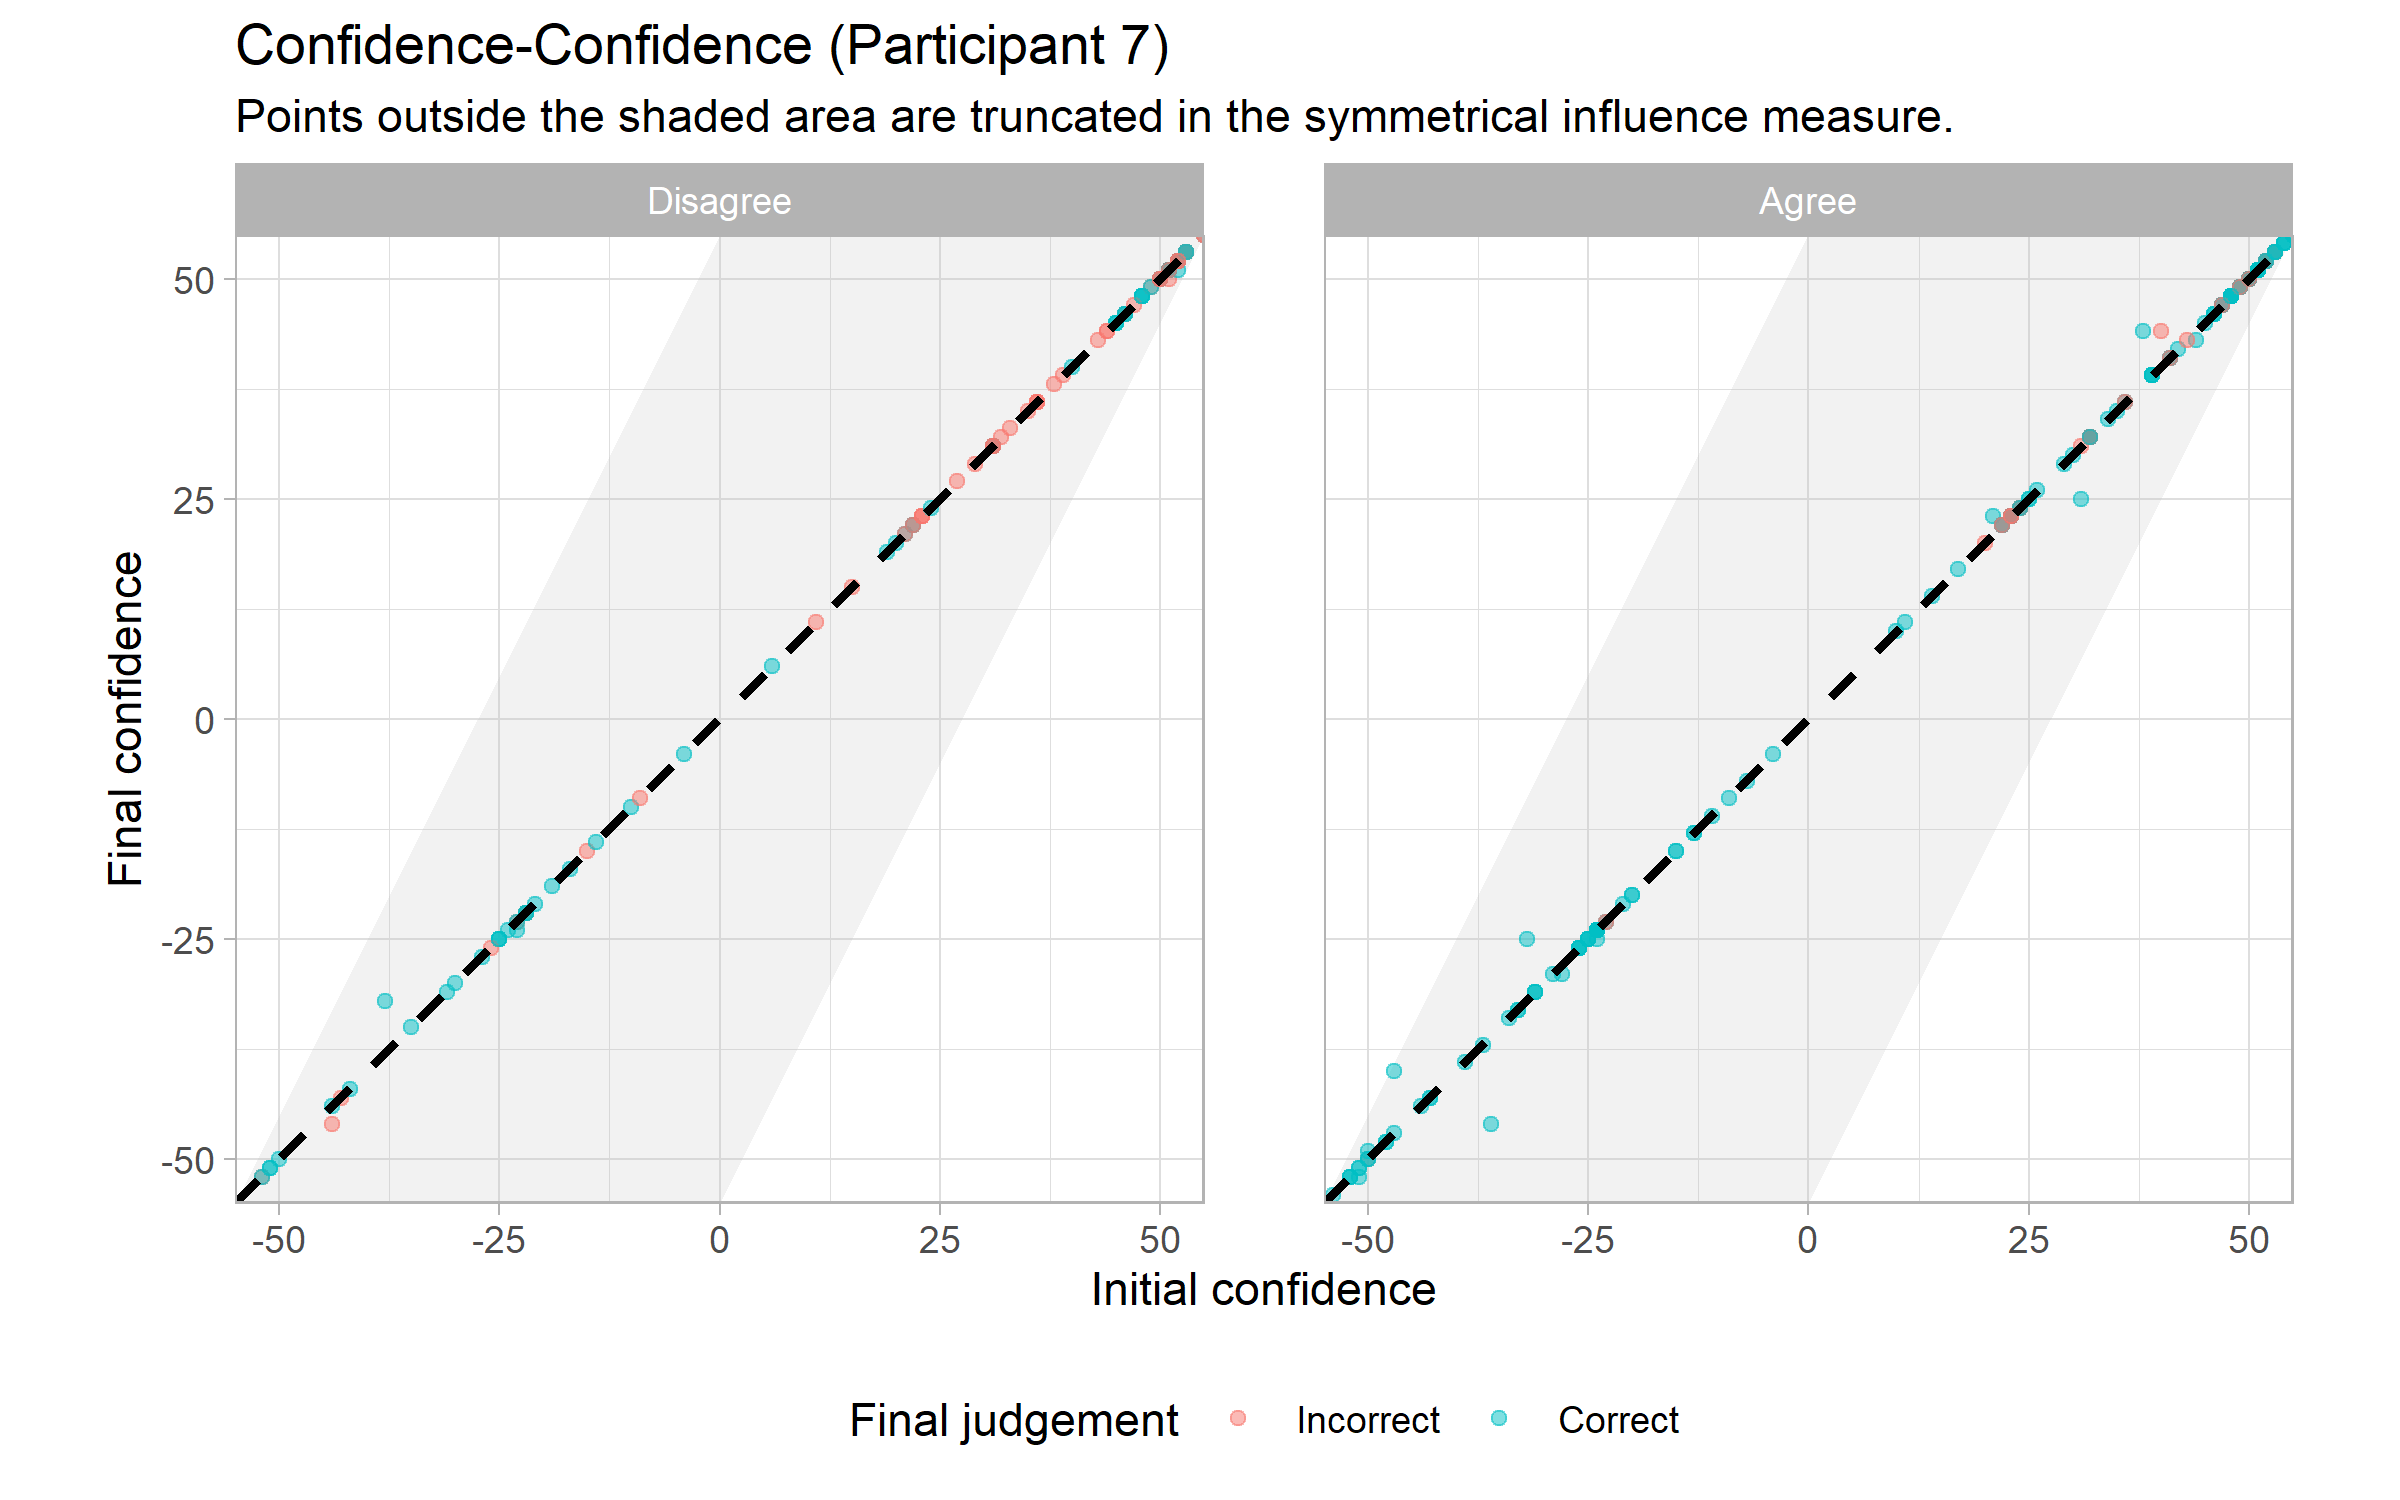 Confidence-Confidence (Participant 7)
Points outside the shaded area are truncated in the symmetrical influence measure.
Disagree Agree
50
25
0
-25
-50
Final confidence
-50 -25 0 25 50 -50 -25 0 25 50
Initial confidence
Final judgement Incorrect Correct